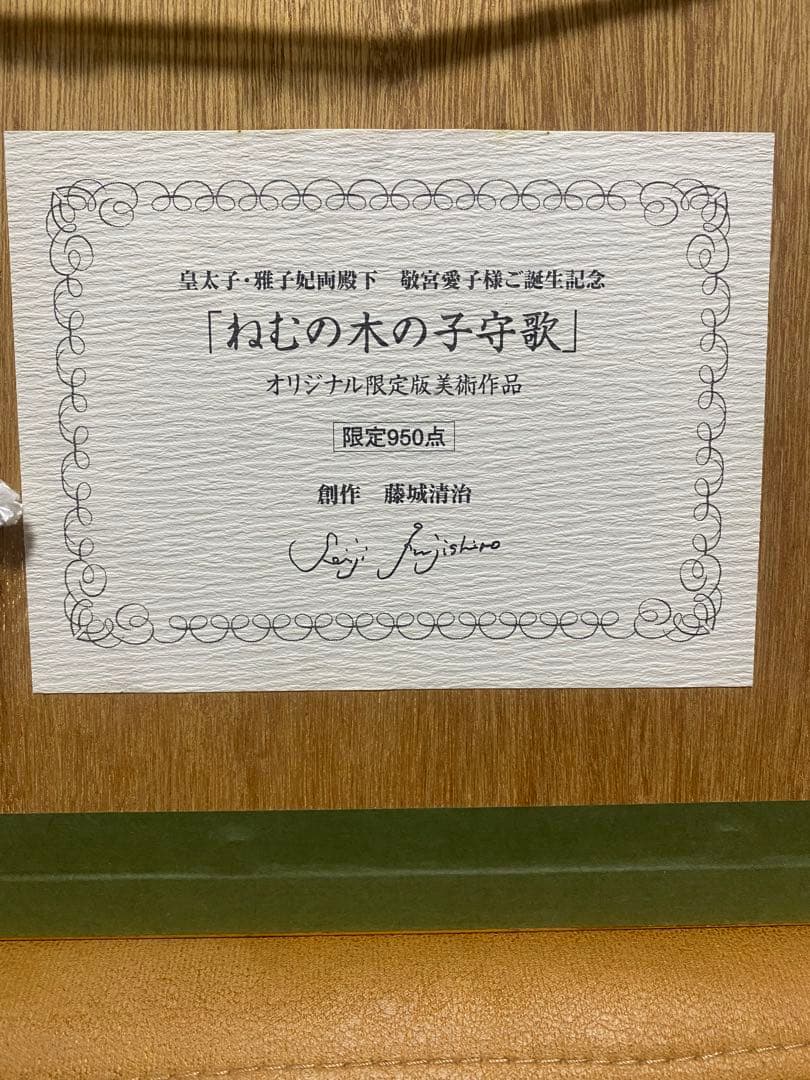 皇太子・雅子妃両殿下　敬宮愛子様ご誕生記念
「ねむの木の子守歌」
オリジナル限定版美術作品
限定950点
創作　藤城清治
Seiji Fujishiro